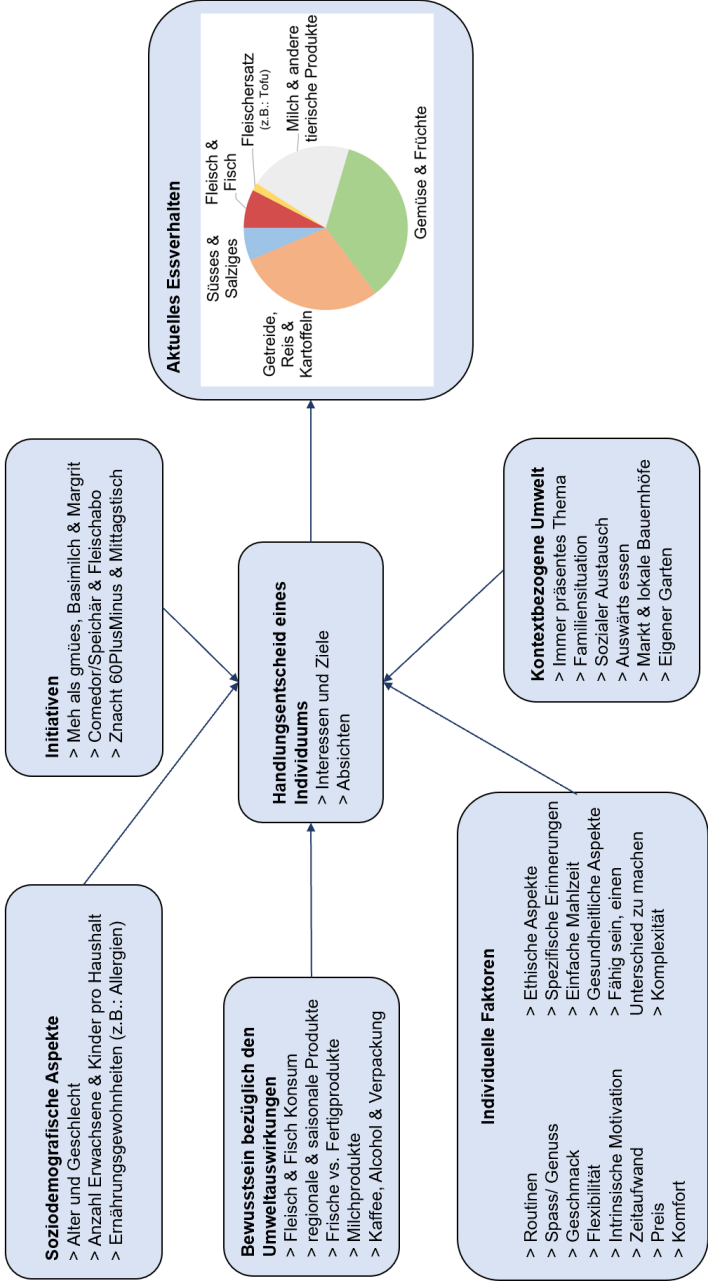 Soziodemografische Aspekte
> Alter und Geschlecht
> Anzahl Erwachsene & Kinder pro Haushalt
> Ernährungsgewohnheiten (z.B.: Allergien)
Initiativen
> Meh als gmües, Basimilch & Margrit
> Comedor/Speichär & Fleischabo
> Znacht 60PlusMinus & Mittagstisch
Bewusstsein bezüglich den
Umweltauswirkungen
> Fleisch & Fisch Konsum
> regionale & saisonale Produkte
> Frische vs. Fertigprodukte
> Milchprodukte
> Kaffee, Alcohol & Verpackung
Handlungsentscheid eines
Individuums
> Interessen und Ziele
> Absichten
Aktuelles Essverhalten
Süsses &
Salziges
Fleisch &
Fisch
Fleischersatz
(z.B.: Tofu)
Milch & andere
tierische Produkte
Getreide,
Reis &
Kartoffeln
Gemüse & Früchte
Individuelle Faktoren
> Routinen
> Spass/ Genuss
> Geschmack
> Flexibilität
> Intrinsische Motivation
> Zeitaufwand
> Preis
> Komfort
> Ethische Aspekte
> Spezifische Erinnerungen
> Einfache Mahlzeit
> Gesundheitliche Aspekte
> Fähig sein, einen
Unterschied zu machen
> Komplexität
Kontextbezogene Umwelt
> Immer präsentes Thema
> Familiensituation
> Sozialer Austausch
> Auswärts essen
> Markt & lokale Bauernhöfe
> Eigener Garten